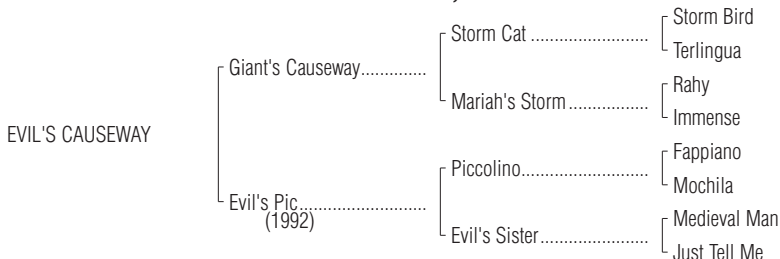 Storm Bird
Storm Cat ..........................
Terlingua
Giant's Causeway..............
Rahy
Mariah's Storm .................
Immense
EVIL'S CAUSEWAY
Fappiano
Piccolino...........................
Mochila
Evil's Pic...........................
(1992)
Medieval Man
Evil's Sister.......................
Just Tell Me